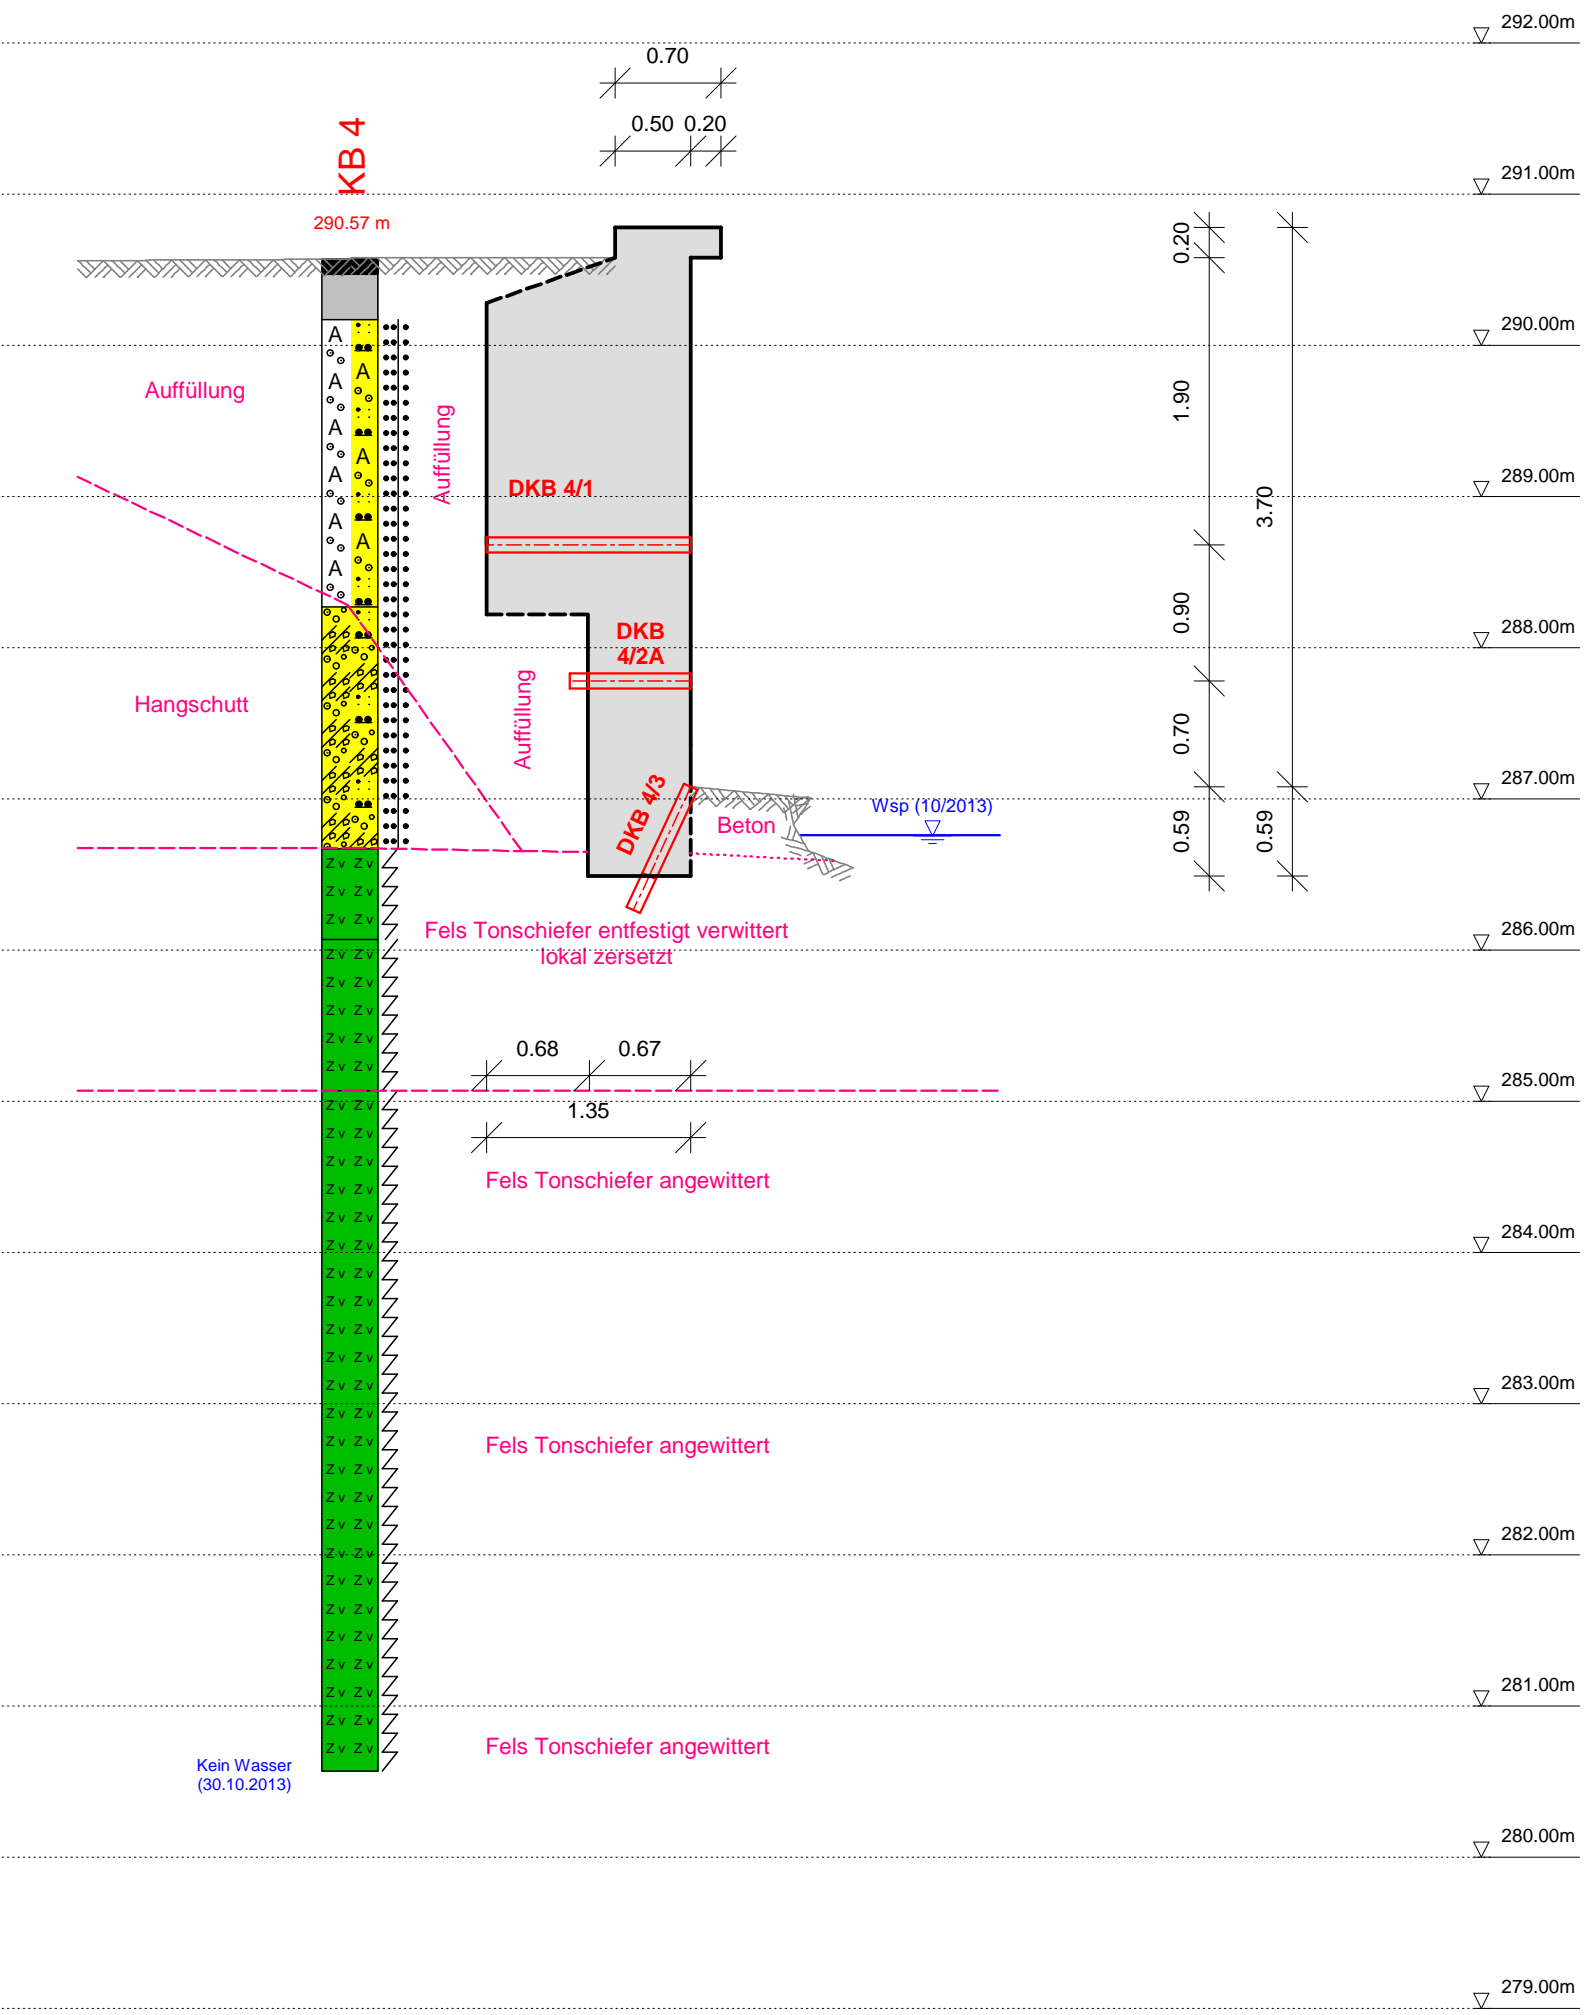 292.00m
0.70
0.50 0.20
KB 4
291.00m
290.57 m
0.20
A
290.00m
A
A
Auffüllung
1.90
A
Auffüllung
A
A
DKB 4/1
289.00m
3.70
A
A
A
0.90
DKB
4/2A
288.00m
Hangschutt
Auffüllung
0.70
DKB 4/3
287.00m
Wsp (10/2013)
Beton
0.59
0.59
Fels Tonschiefer entfestigt verwittert
lokal zersetzt
286.00m
0.68
0.67
285.00m
1.35
Fels Tonschiefer angewittert
284.00m
283.00m
Fels Tonschiefer angewittert
282.00m
281.00m
Fels Tonschiefer angewittert
Kein Wasser
(30.10.2013)
280.00m
279.00m